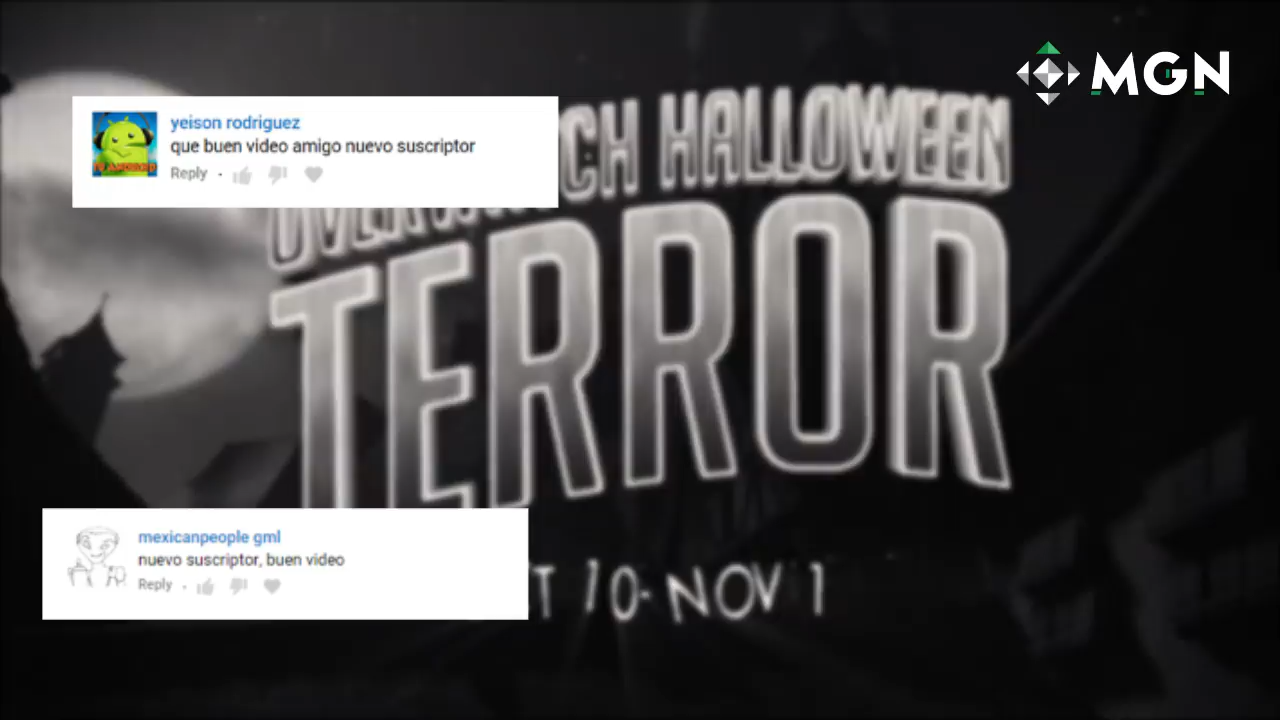 MGN
yeison rodriguez
que buen video amigo nuevo suscriptor
Reply
HALLOWEEN
TERROR
mexicanpeople gml
nuevo suscriptor, buen video
Reply
10-NOV 1